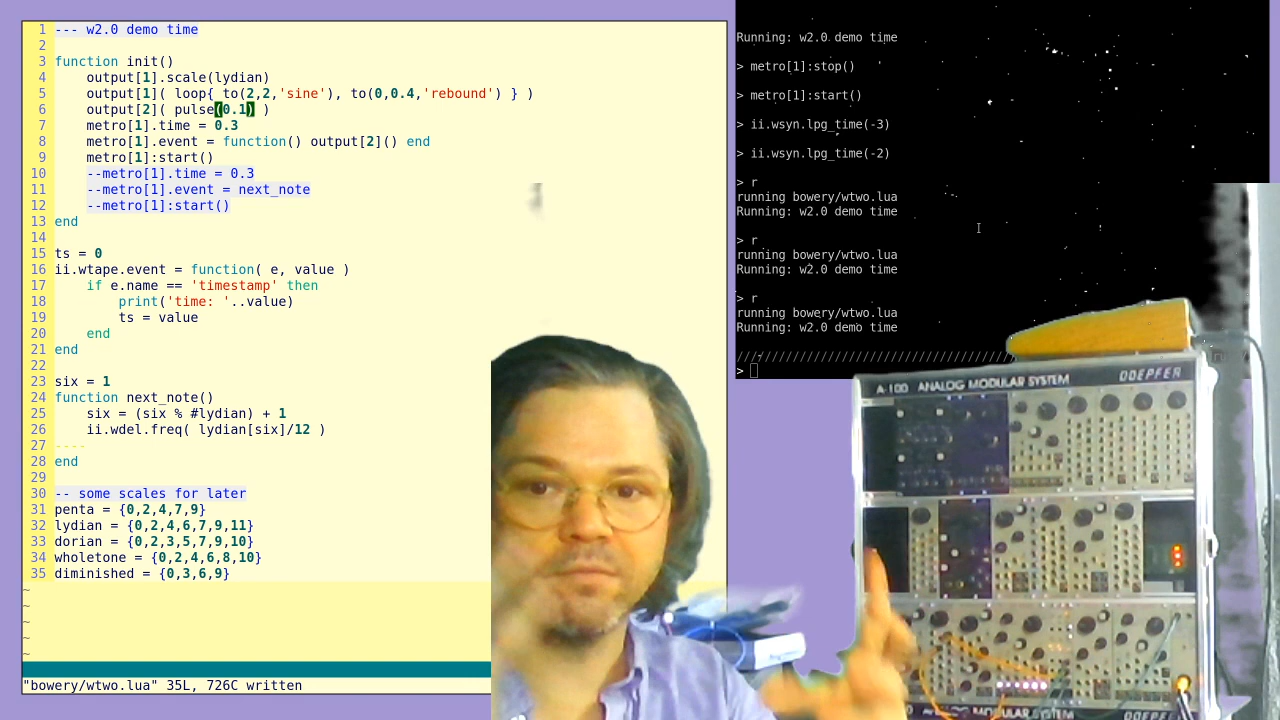 1 --- w2.0 demo time
2
3 function init()
4     output[1].scale(lydian)
5     output[1]( loop{ to(2,2,'sine'), to(0,0.4,'rebound') } )
6     output[2]( pulse(0.1) )
7     metro[1].time = 0.3
8     metro[1].event = function() output[2]() end
9     metro[1]:start()
10     --metro[1].time = 0.3
11     --metro[1].event = next_note
12     --metro[1]:start()
13 end
14
15 ts = 0
16 ii.wtape.event = function( e, value )
17     if e.name == 'timestamp' then
18         print('time: '..value)
19         ts = value
20     end
21 end
22
23 six = 1
24 function next_note()
25     six = (six % #lydian) + 1
26     ii.wdel.freq( lydian[six]/12 )
27 ----
28 end
29
30 -- some scales for later
31 penta = {0,2,4,7,9}
32 lydian = {0,2,4,6,7,9,11}
33 dorian = {0,2,3,5,7,9,10}
34 wholetone = {0,2,4,6,8,10}
35 diminished = {0,3,6,9}
~
~
~
~
~
"bowery/wtwo.lua" 35L, 726C written
Running: w2.0 demo time
> metro[1]:stop()
> metro[1]:start()
> ii.wsyn.lpg_time(-3)
> ii.wsyn.lpg_time(-2)
> r
running bowery/wtwo.lua
Running: w2.0 demo time
> r
running bowery/wtwo.lua
Running: w2.0 demo time
> r
running bowery/wtwo.lua
Running: w2.0 demo time
>
A-100 ANALOG MODULAR SYSTEM DOEPFER
MODULAR SYSTEM DOEPFER